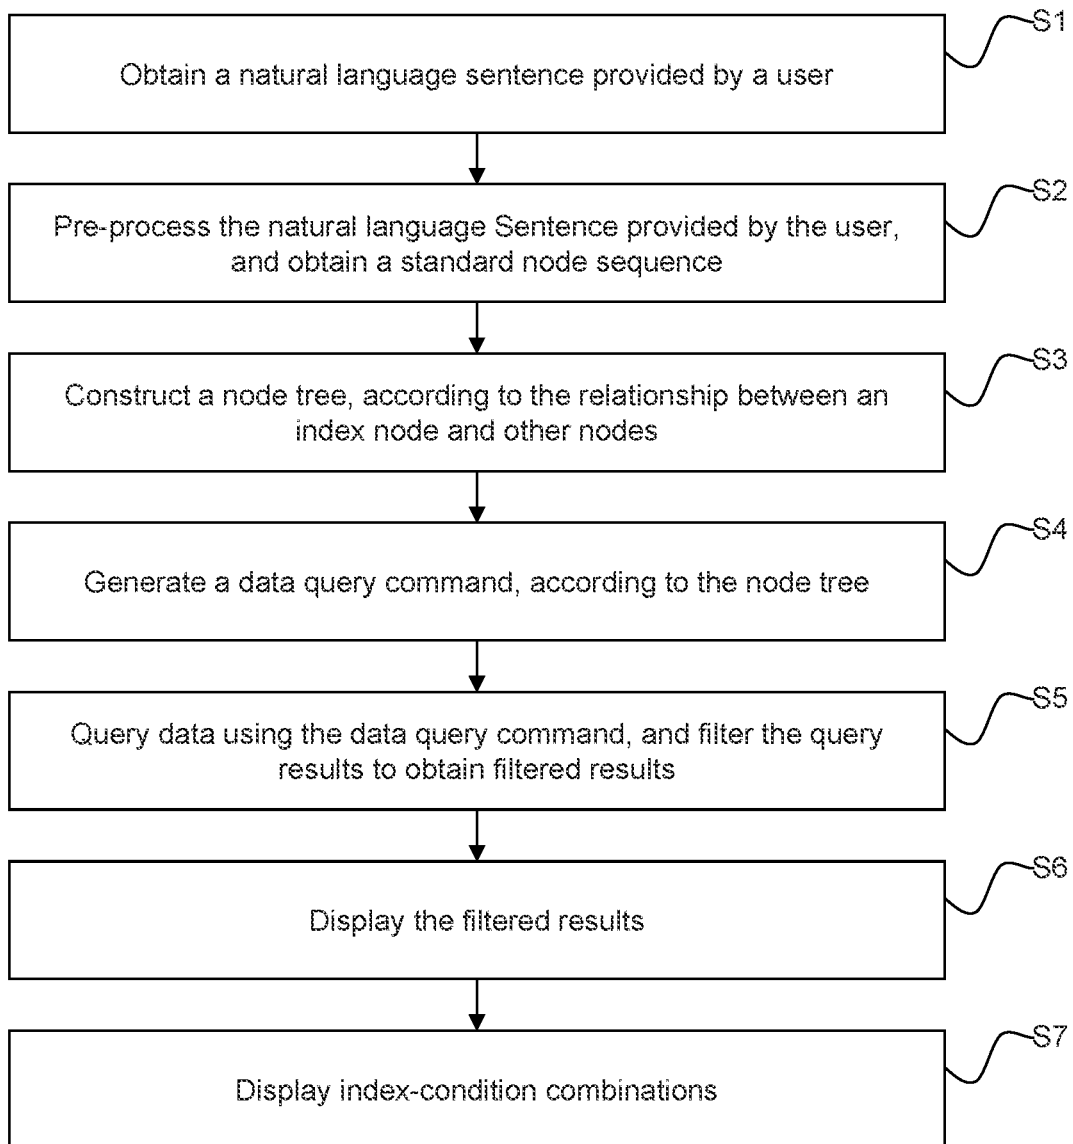 S1
Obtain a natural language sentence provided by a user
S2
Pre-process the natural language Sentence provided by the user,
and obtain a standard node sequence
S3
Construct a node tree, according to the relationship between an
index node and other nodes
S4
Generate a data query command, according to the node tree
S5
Query data using the data query command, and filter the query
results to obtain filtered results
S6
Display the filtered results
S7
Display index-condition combinations